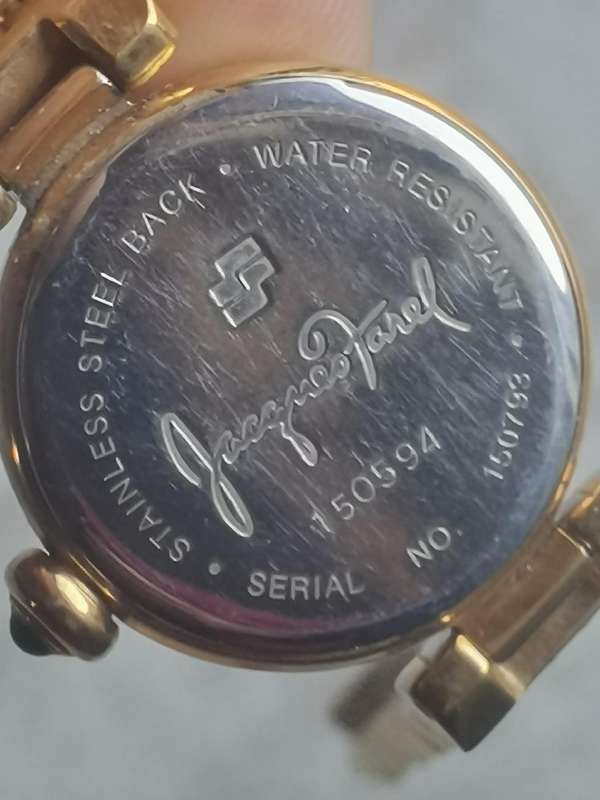 STAINLESS STEEL BACK • WATER RESISTANT •
Jacques Farel
150594
• SERIAL NO. 150793